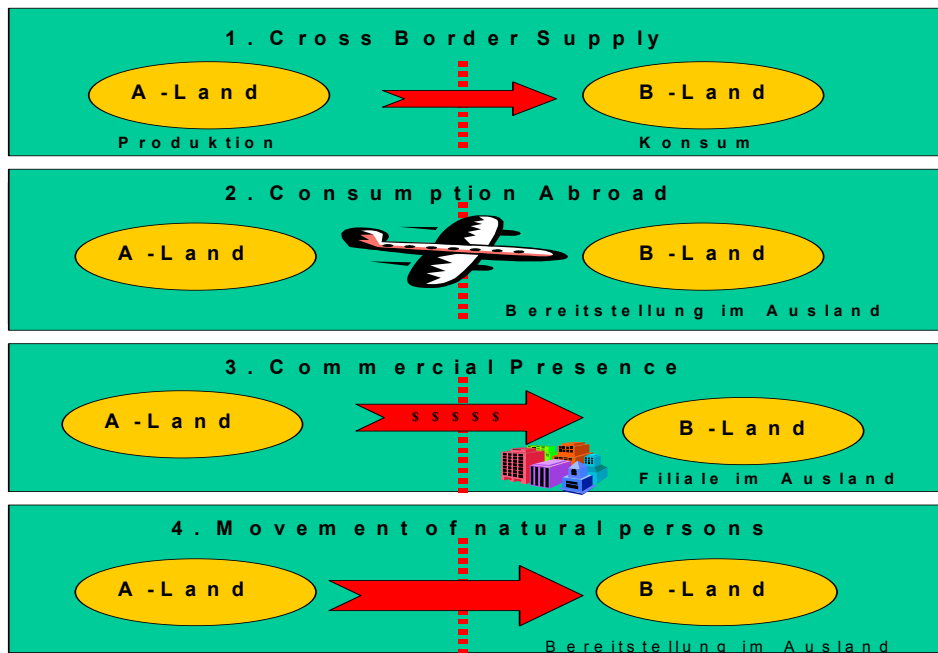 1. Cross Border Supply
A-Land B-Land
Produktion Konsum
2. Consumption Abroad
A-Land B-Land
Bereitstellung im Ausland
3. Commercial Presence
A-Land $ $ $ $ $ B-Land
Filiale im Ausland
4. Movement of natural persons
A-Land B-Land
Bereitstellung im Ausland